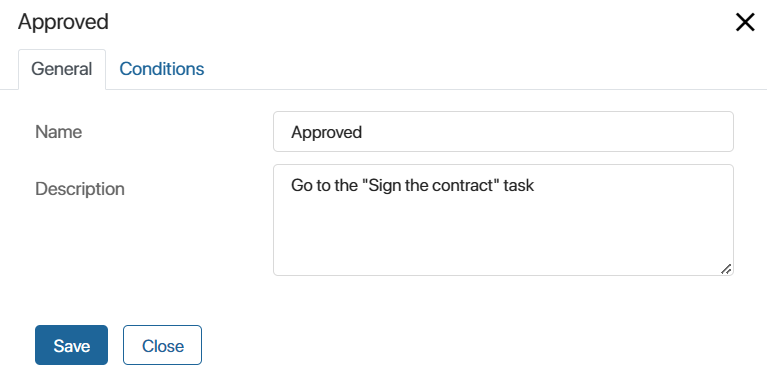 Approved
General
Conditions
Name
Approved
Description
Go to the "Sign the contract" task
Save
Close